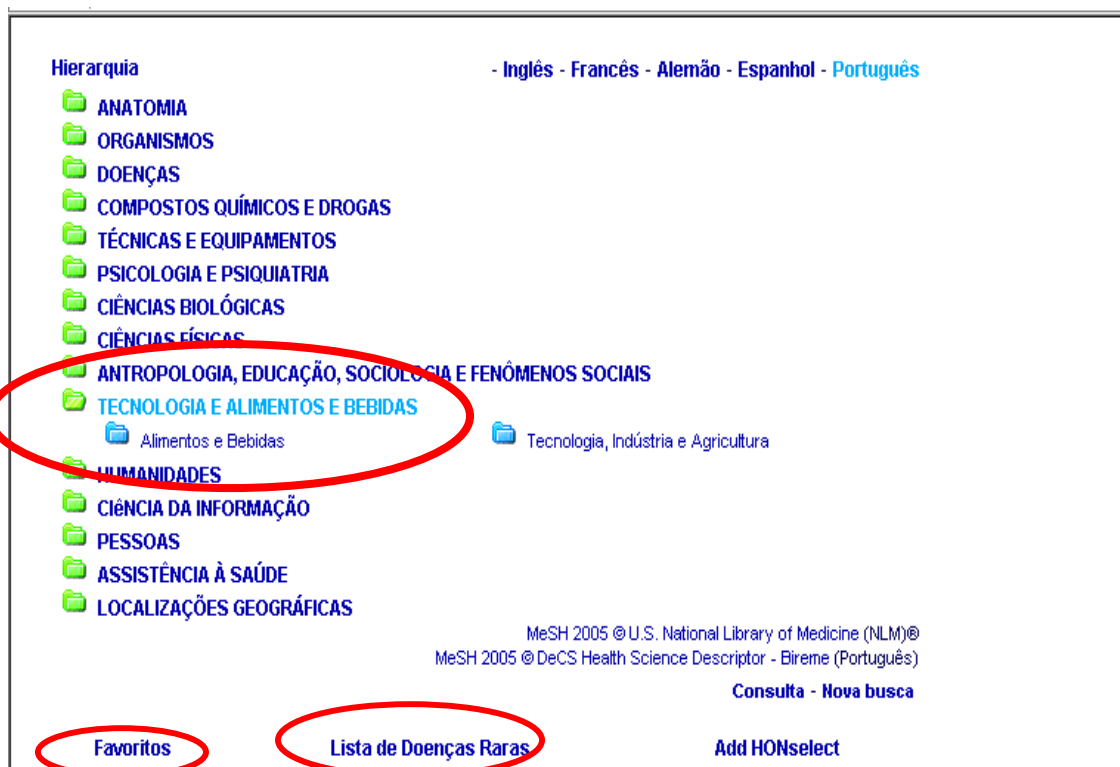 Hierarquia - Inglês - Francês - Alemão - Espanhol - Português
ANATOMIA
ORGANISMOS
DOENÇAS
COMPOSTOS QUÍMICOS E DROGAS
TÉCNICAS E EQUIPAMENTOS
PSICOLOGIA E PSIQUIATRIA
CIÊNCIAS BIOLÓGICAS
CIÊNCIAS FÍSICAS
ANTROPOLOGIA, EDUCAÇÃO, SOCIOLOGIA E FENÔMENOS SOCIAIS
TECNOLOGIA E ALIMENTOS E BEBIDAS
Alimentos e Bebidas Tecnologia, Indústria e Agricultura
HUMANIDADES
CIêNCIA DA INFORMAÇÃO
PESSOAS
ASSISTÊNCIA À SAÚDE
LOCALIZAÇÕES GEOGRÁFICAS
MeSH 2005 © U.S. National Library of Medicine (NLM)®
MeSH 2005 © DeCS Health Science Descriptor - Bireme (Português)
Consulta - Nova busca
Favoritos Lista de Doenças Raras Add HONselect